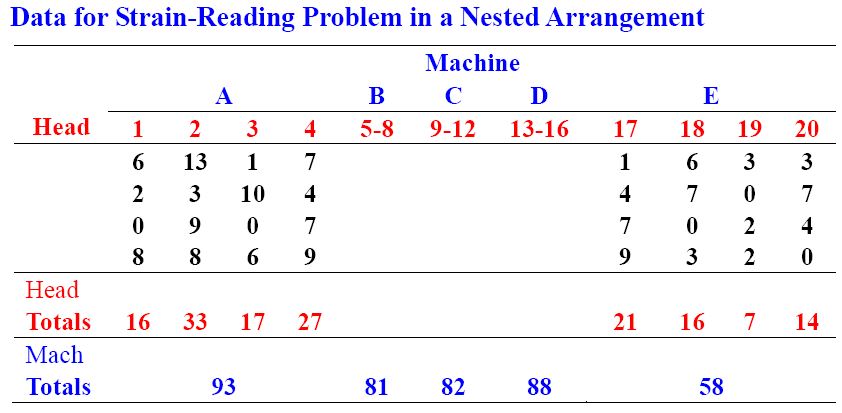 Data for Strain-Reading Problem in a Nested Arrangement
Machine
A B C D E
Head 1 2 3 4 5-8 9-12 13-16 17 18 19 20
6 13 1 7 1 6 3 3
2 3 10 4 4 7 0 7
0 9 0 7 7 0 2 4
8 8 6 9 9 3 2 0
Head
Totals 16 33 17 27 21 16 7 14
Mach
Totals 93 81 82 88 58